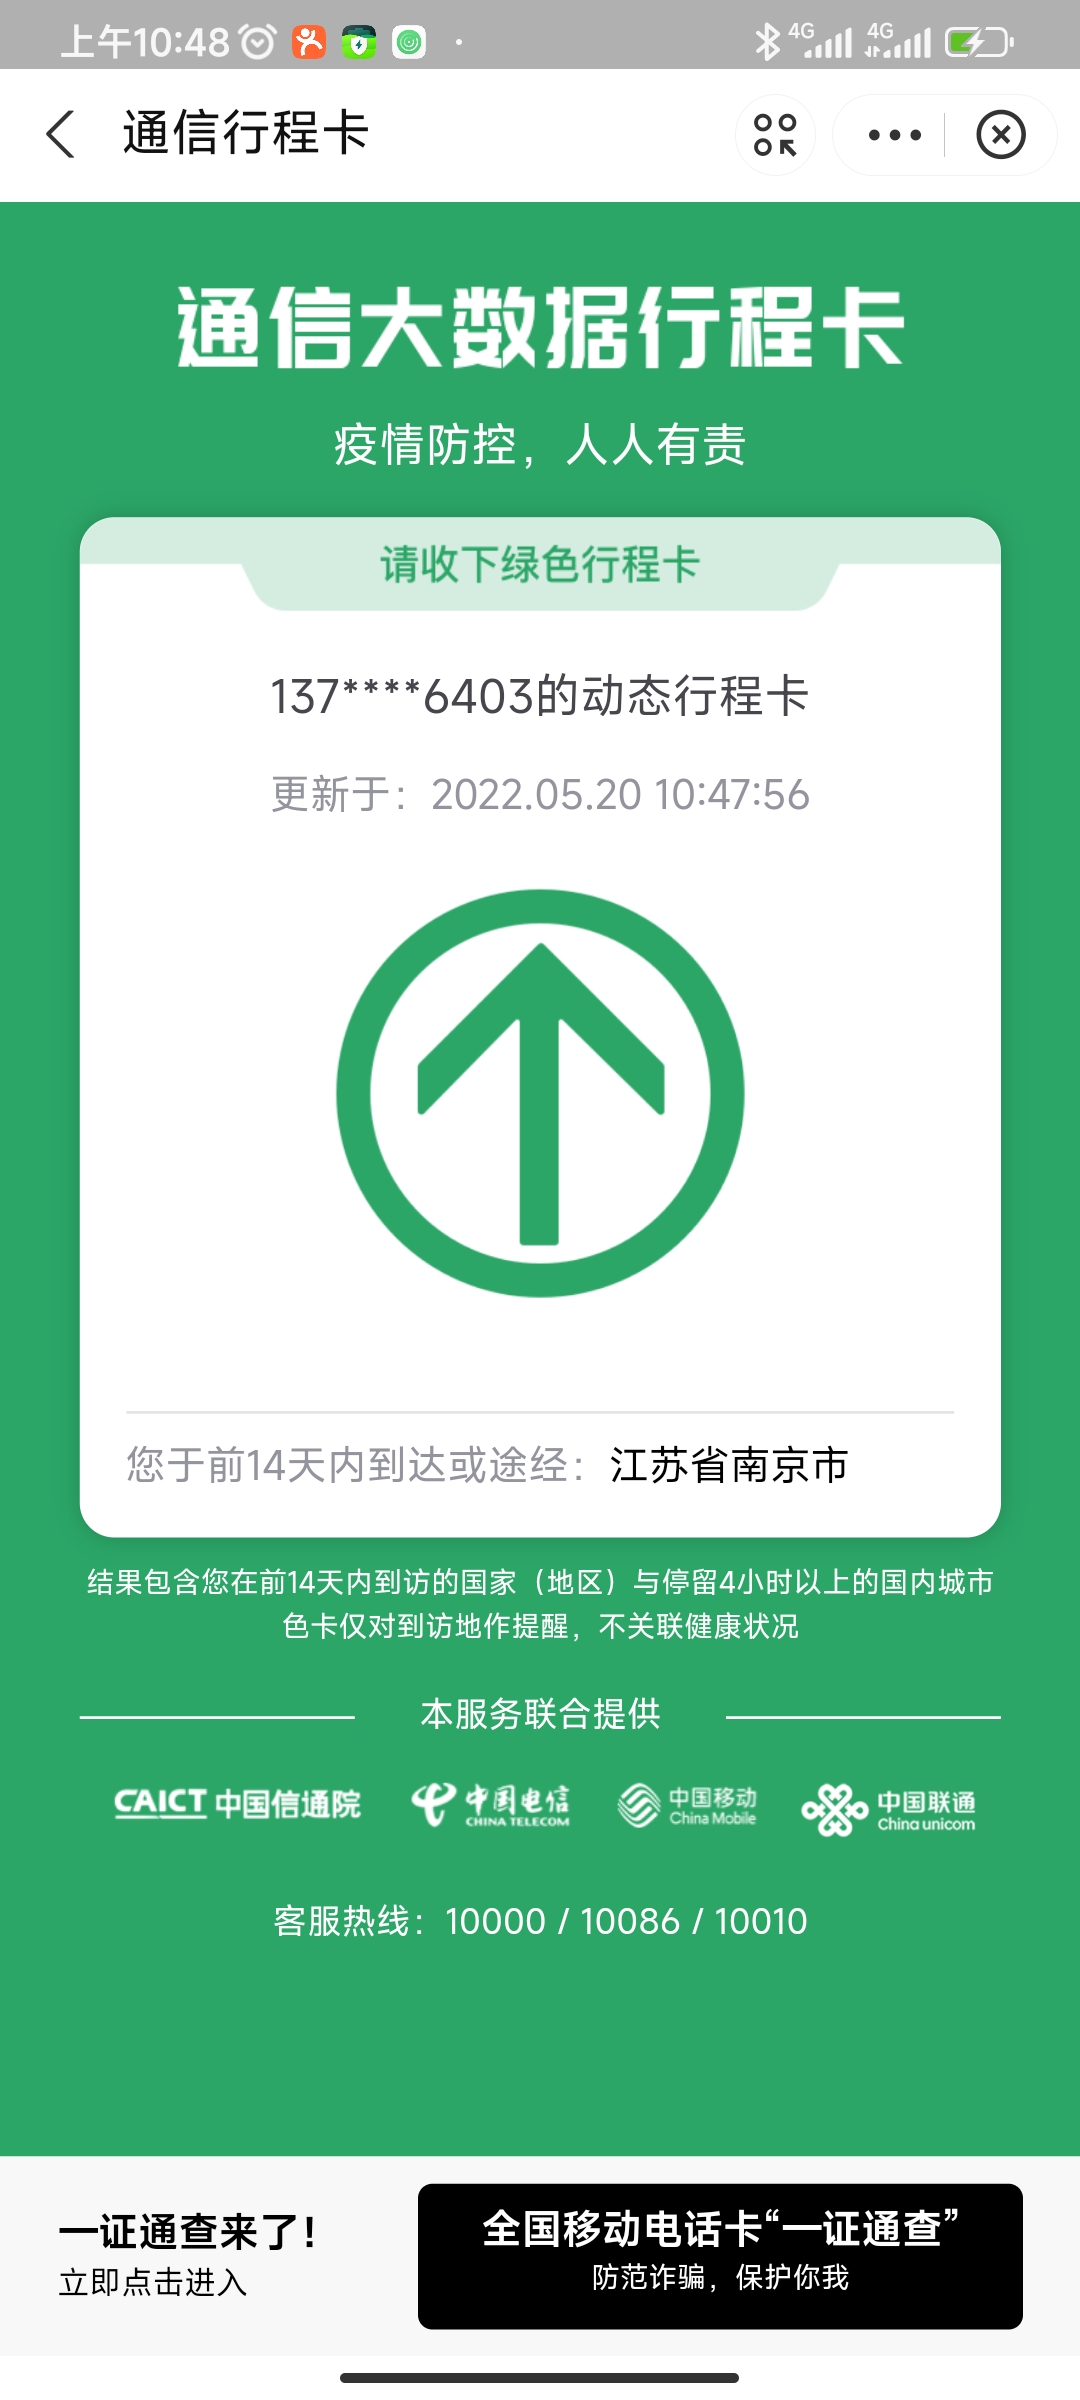 上午10:48 4G 4G
通信行程卡
通信大数据行程卡
疫情防控，人人有责
请收下绿色行程卡
137****6403的动态行程卡
更新于：2022.05.20 10:47:56
您于前14天内到达或途经：江苏省南京市
结果包含您在前14天内到访的国家（地区）与停留4小时以上的国内城市
色卡仅对到访地作提醒，不关联健康状况
本服务联合提供
CAICT 中国信通院 中国电信 CHINA TELECOM 中国移动 China Mobile 中国联通 China unicom
客服热线：10000 / 10086 / 10010
一证通查来了！
立即点击进入
全国移动电话卡“一证通查”
防范诈骗，保护你我